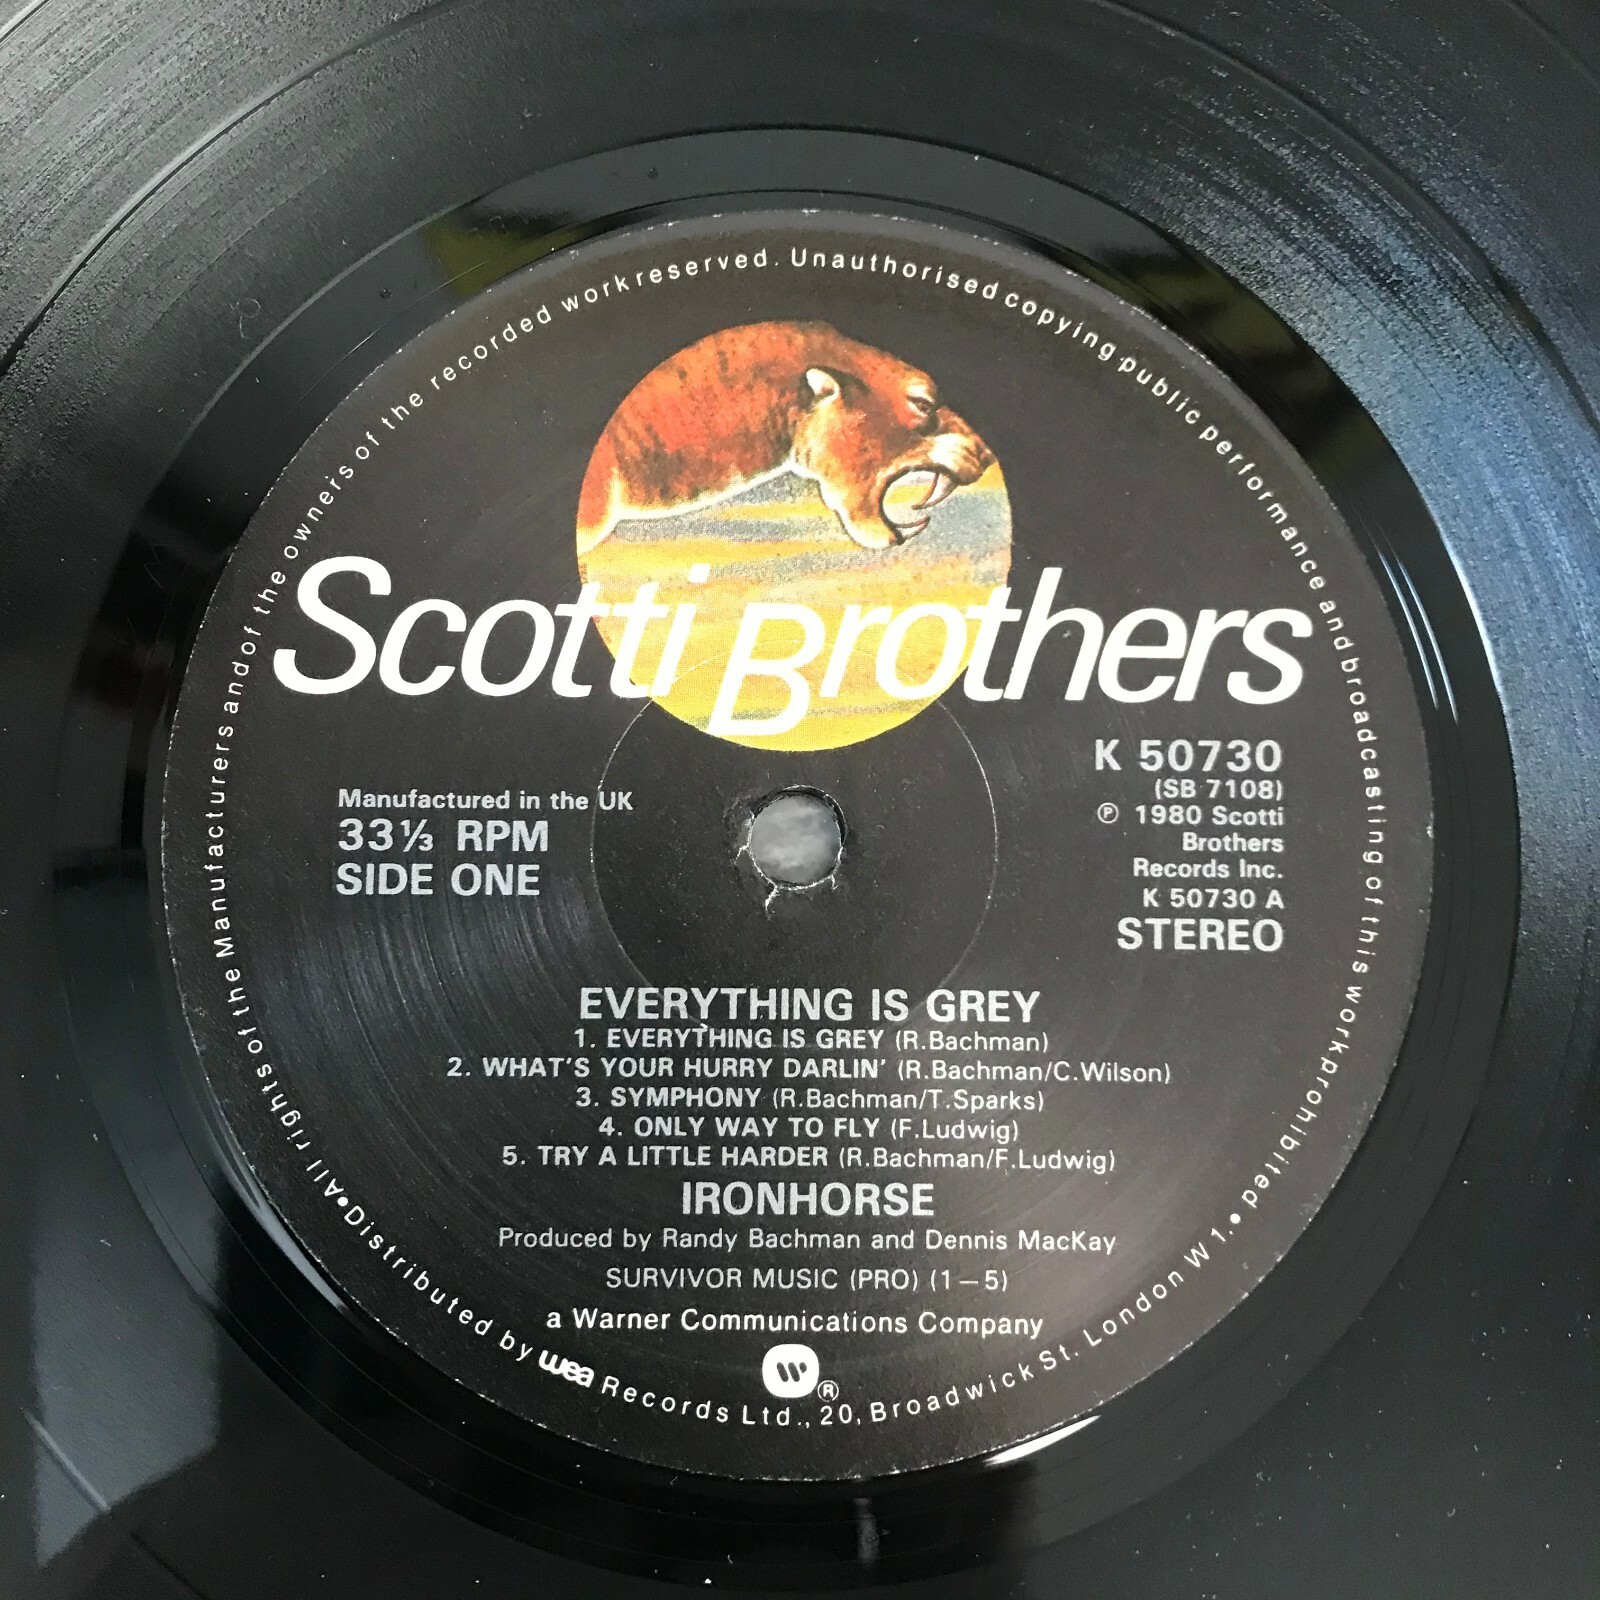 All rights of the Manufacturers and of the owners of the recorded work reserved. Unauthorised copying public performance and broadcasting of this work prohibited
Scotti Brothers
Manufactured in the UK
33⅓ RPM
SIDE ONE
K 50730
(SB 7108)
℗ 1980 Scotti
Brothers
Records Inc.
K 50730 A
STEREO
EVERYTHING IS GREY
1. EVERYTHING IS GREY (R.Bachman)
2. WHAT'S YOUR HURRY DARLIN' (R.Bachman/C.Wilson)
3. SYMPHONY (R.Bachman/T.Sparks)
4. ONLY WAY TO FLY (F.Ludwig)
5. TRY A LITTLE HARDER (R.Bachman/F.Ludwig)
IRONHORSE
Produced by Randy Bachman and Dennis MacKay
SURVIVOR MUSIC (PRO) (1–5)
a Warner Communications Company
W ®
• Distributed by wea Records Ltd., 20, Broadwick St. London W 1. •